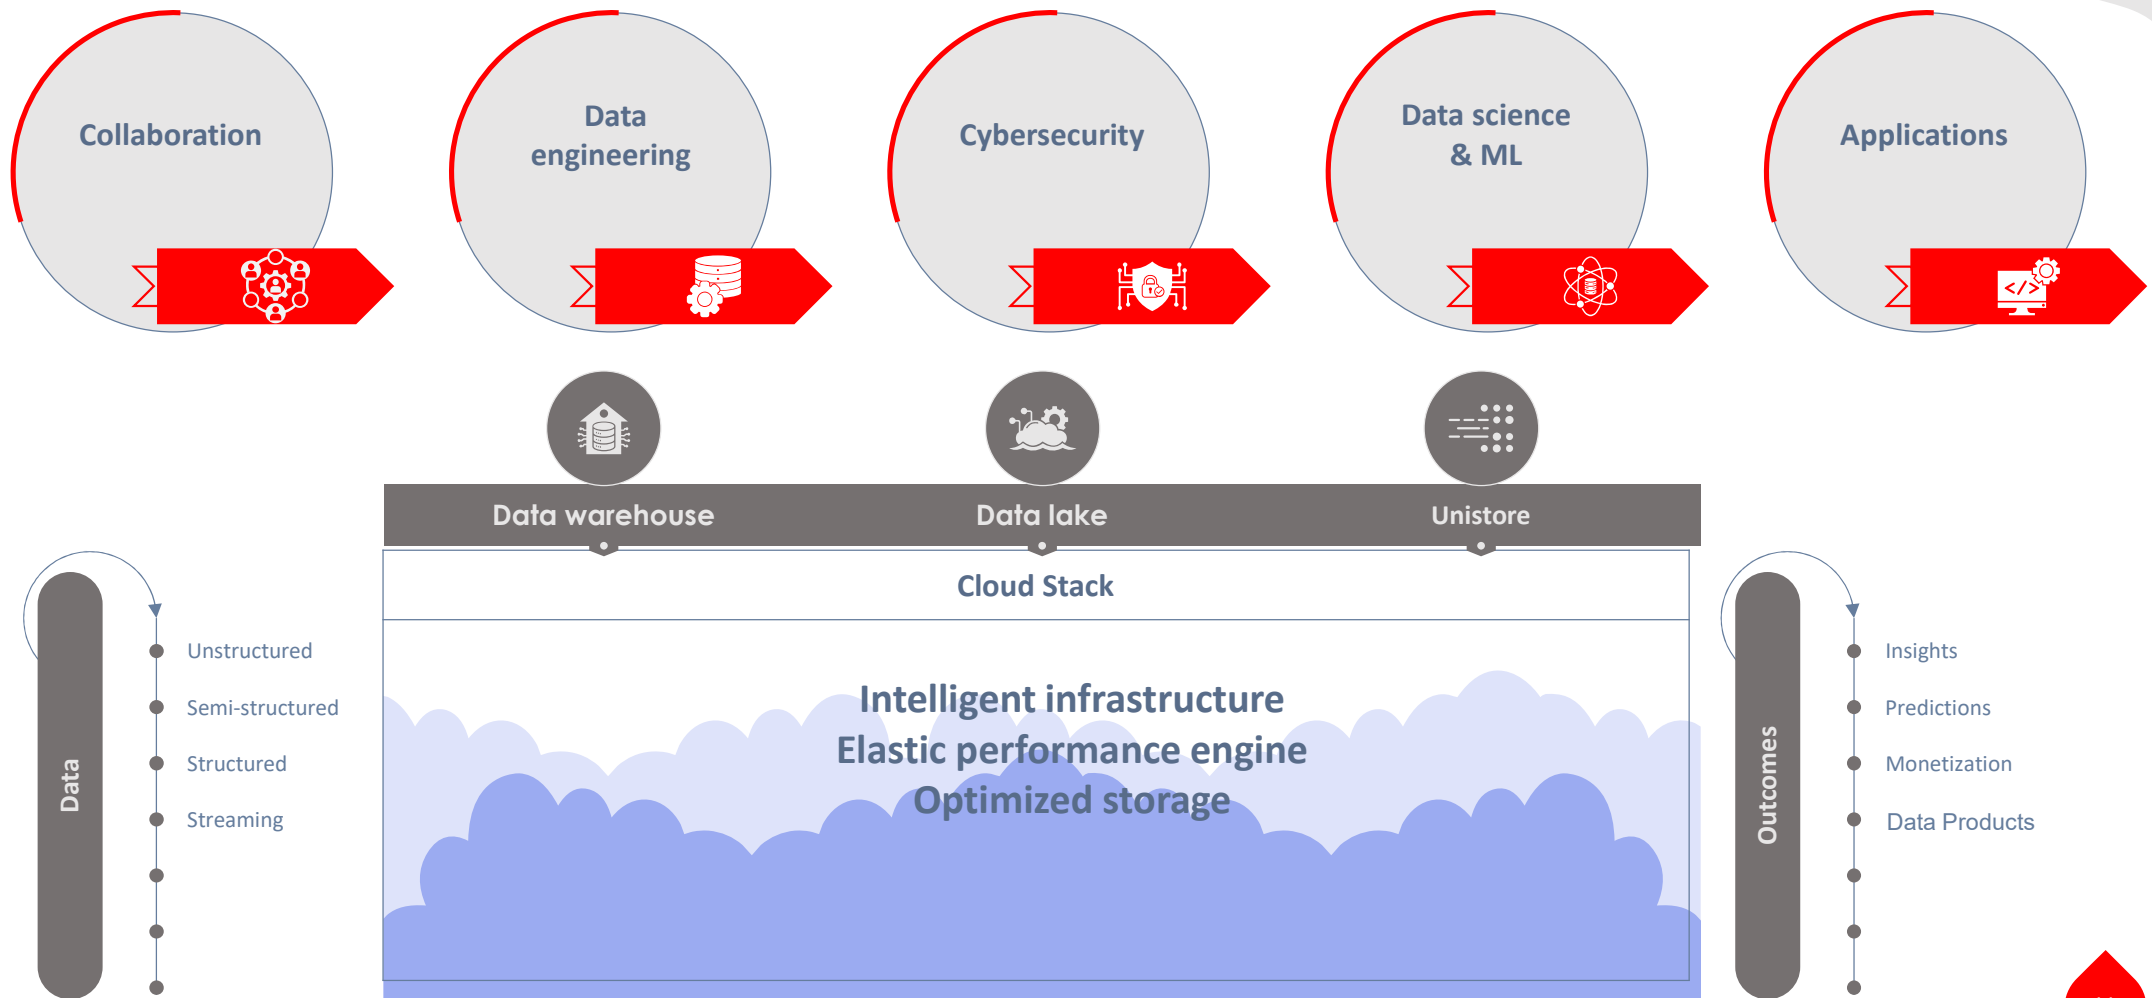 Collaboration
Data
engineering
Cybersecurity
Data science
& ML
Applications
</>
Data warehouse
Data lake
Unistore
Cloud Stack
Intelligent infrastructure
Elastic performance engine
Optimized storage
Data
Unstructured
Semi-structured
Structured
Streaming
Outcomes
Insights
Predictions
Monetization
Data Products